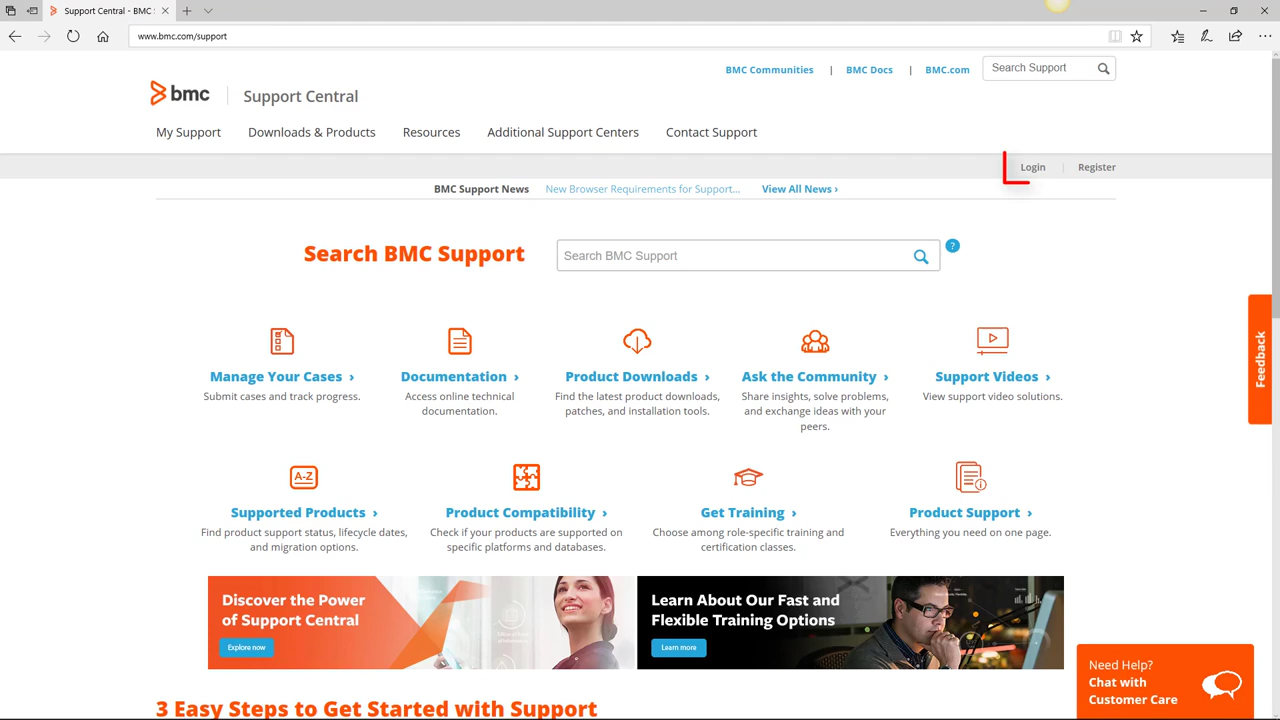 Support Central - BMC
www.bmc.com/support
BMC Communities | BMC Docs | BMC.com
Search Support
bmc
Support Central
My Support
Downloads & Products
Resources
Additional Support Centers
Contact Support
Login
Register
BMC Support News
New Browser Requirements for Support...
View All News ›
Search BMC Support
Search BMC Support
?
Manage Your Cases ›
Submit cases and track progress.
Documentation ›
Access online technical
documentation.
Product Downloads ›
Find the latest product downloads,
patches, and installation tools.
Ask the Community ›
Share insights, solve problems,
and exchange ideas with your
peers.
Support Videos ›
View support video solutions.
A-Z
Supported Products ›
Find product support status, lifecycle dates,
and migration options.
Product Compatibility ›
Check if your products are supported on
specific platforms and databases.
Get Training ›
Choose among role-specific training and
certification classes.
Product Support ›
Everything you need on one page.
Feedback
Discover the Power
of Support Central
Explore now
Learn About Our Fast and
Flexible Training Options
Learn more
Need Help?
Chat with
Customer Care
3 Easy Steps to Get Started with Support